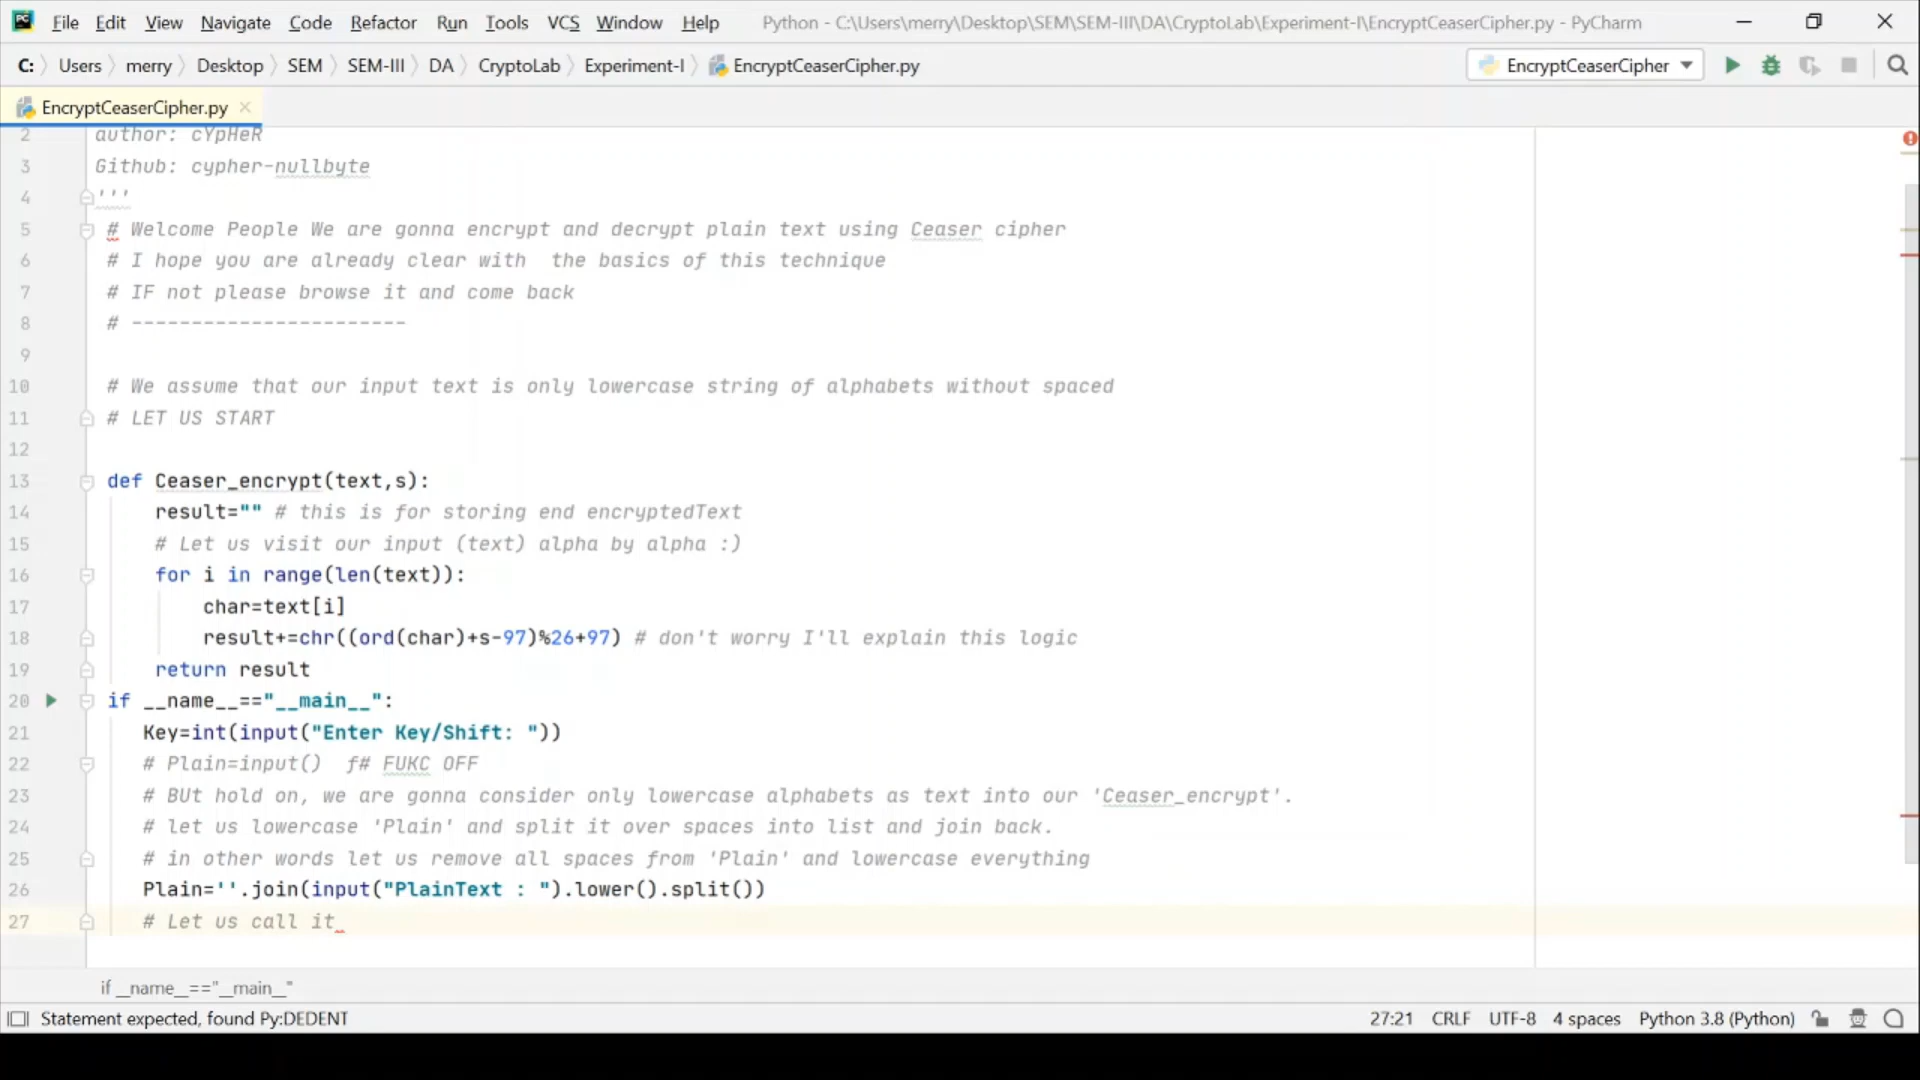 File Edit View Navigate Code Refactor Run Tools VCS Window Help Python - C:\Users\merry\Desktop\SEM\SEM-III\DA\CryptoLab\Experiment-I\EncryptCeaserCipher.py - PyCharm
C: Users merry Desktop SEM SEM-III DA CryptoLab Experiment-I EncryptCeaserCipher.py EncryptCeaserCipher
EncryptCeaserCipher.py
2 author: cYpHeR
3 Github: cypher-nullbyte
4 '''
5 # Welcome People We are gonna encrypt and decrypt plain text using Ceaser cipher
6 # I hope you are already clear with  the basics of this technique
7 # IF not please browse it and come back
8 # -----------------------
9
10 # We assume that our input text is only lowercase string of alphabets without spaced
11 # LET US START
12
13 def Ceaser_encrypt(text,s):
14 result="" # this is for storing end encryptedText
15 # Let us visit our input (text) alpha by alpha :)
16 for i in range(len(text)):
17 char=text[i]
18 result+=chr((ord(char)+s-97)%26+97) # don't worry I'll explain this logic
19 return result
20 if __name__=="__main__":
21 Key=int(input("Enter Key/Shift: "))
22 # Plain=input()  ƒ# FUKC OFF
23 # BUt hold on, we are gonna consider only lowercase alphabets as text into our 'Ceaser_encrypt'.
24 # let us lowercase 'Plain' and split it over spaces into list and join back.
25 # in other words let us remove all spaces from 'Plain' and lowercase everything
26 Plain=''.join(input("PlainText : ").lower().split())
27 # Let us call it
if __name__=="__main__"
Statement expected, found Py:DEDENT 27:21 CRLF UTF-8 4 spaces Python 3.8 (Python)